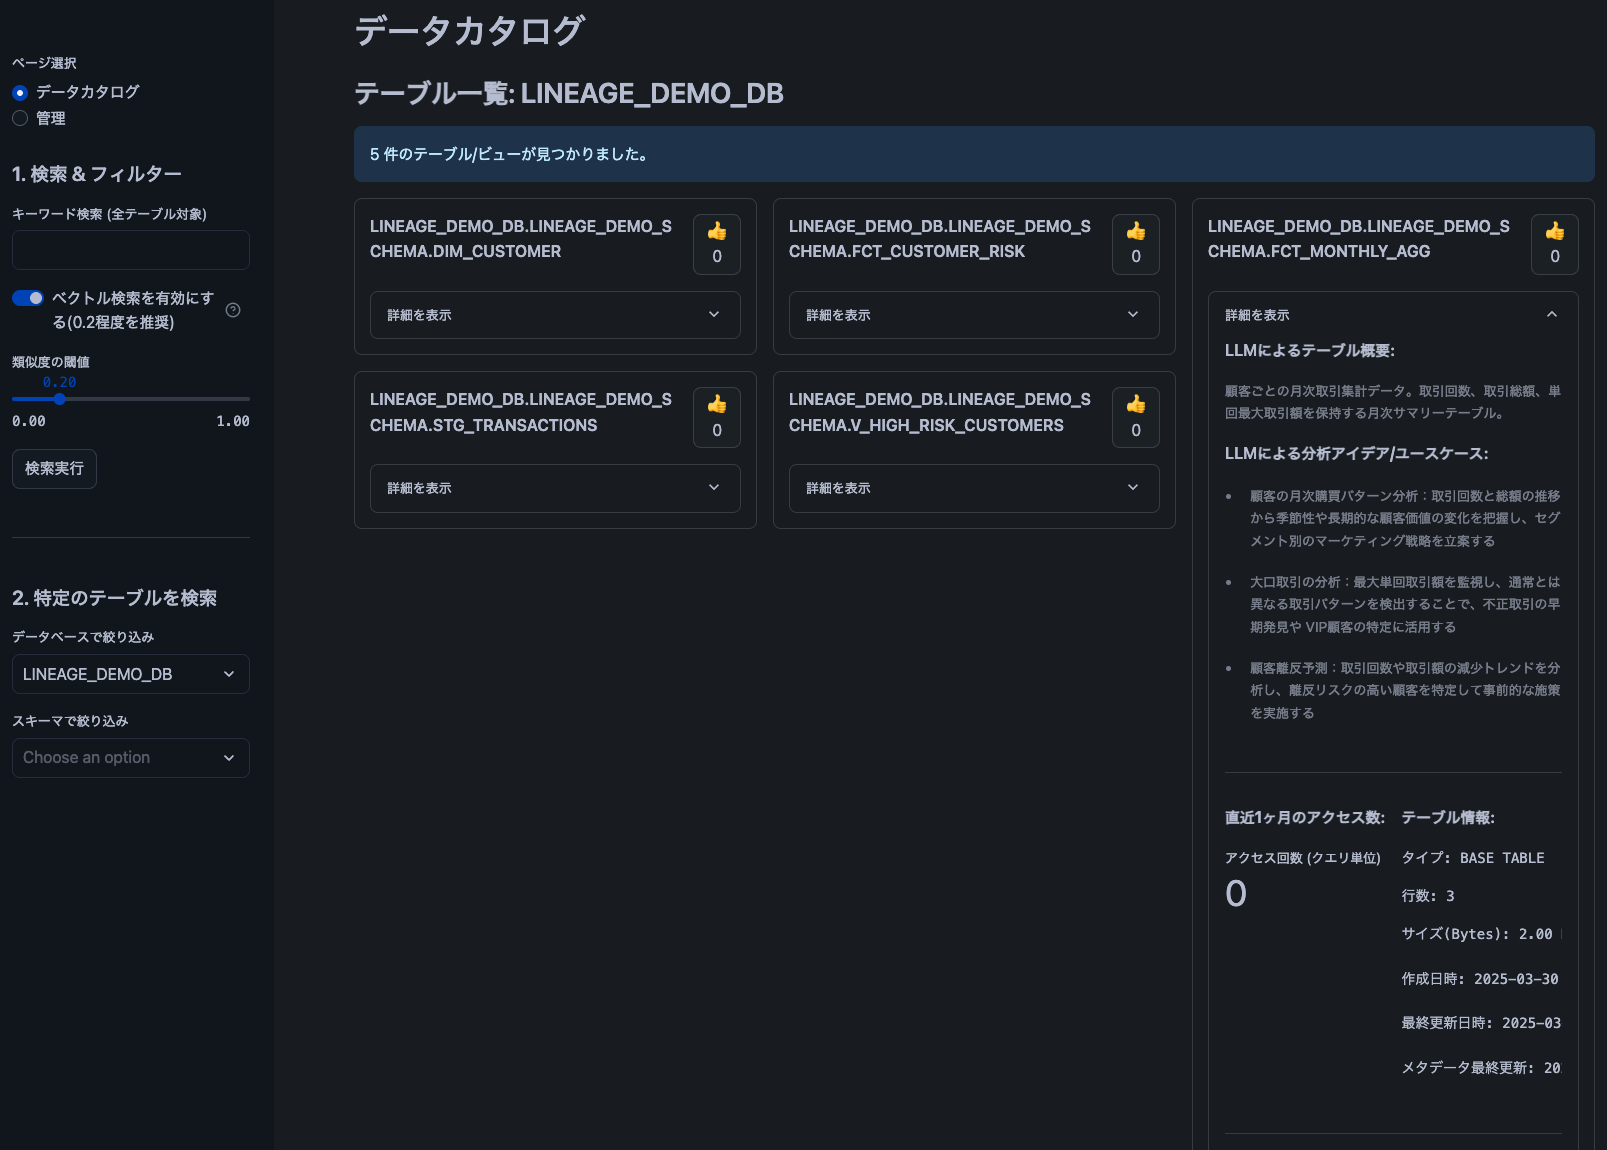 ページ選択
データカタログ
管理
1. 検索 & フィルター
キーワード検索 (全テーブル対象)
ベクトル検索を有効にす
る(0.2程度を推奨)
類似度の閾値
0.20
0.00
1.00
検索実行
2. 特定のテーブルを検索
データベースで絞り込み
LINEAGE_DEMO_DB
スキーマで絞り込み
Choose an option
データカタログ
テーブル一覧: LINEAGE_DEMO_DB
5 件のテーブル/ビューが見つかりました。
LINEAGE_DEMO_DB.LINEAGE_DEMO_S
CHEMA.DIM_CUSTOMER
0
詳細を表示
LINEAGE_DEMO_DB.LINEAGE_DEMO_S
CHEMA.FCT_CUSTOMER_RISK
0
詳細を表示
LINEAGE_DEMO_DB.LINEAGE_DEMO_S
CHEMA.STG_TRANSACTIONS
0
詳細を表示
LINEAGE_DEMO_DB.LINEAGE_DEMO_S
CHEMA.V_HIGH_RISK_CUSTOMERS
0
詳細を表示
LINEAGE_DEMO_DB.LINEAGE_DEMO_S
CHEMA.FCT_MONTHLY_AGG
0
詳細を表示
LLMによるテーブル概要:
顧客ごとの月次取引集計データ。取引回数、取引総額、単
回最大取引額を保持する月次サマリーテーブル。
LLMによる分析アイデア/ユースケース:
• 顧客の月次購買パターン分析：取引回数と総額の推移
から季節性や長期的な顧客価値の変化を把握し、セグ
メント別のマーケティング戦略を立案する
• 大口取引の分析：最大単回取引額を監視し、通常とは
異なる取引パターンを検出することで、不正取引の早
期発見や VIP顧客の特定に活用する
• 顧客離反予測：取引回数や取引額の減少トレンドを分
析し、離反リスクの高い顧客を特定して事前的な施策
を実施する
直近1ヶ月のアクセス数:
アクセス回数 (クエリ単位)
0
テーブル情報:
タイプ: BASE TABLE
行数: 3
サイズ(Bytes): 2.00
作成日時: 2025-03-30
最終更新日時: 2025-03
メタデータ最終更新: 20